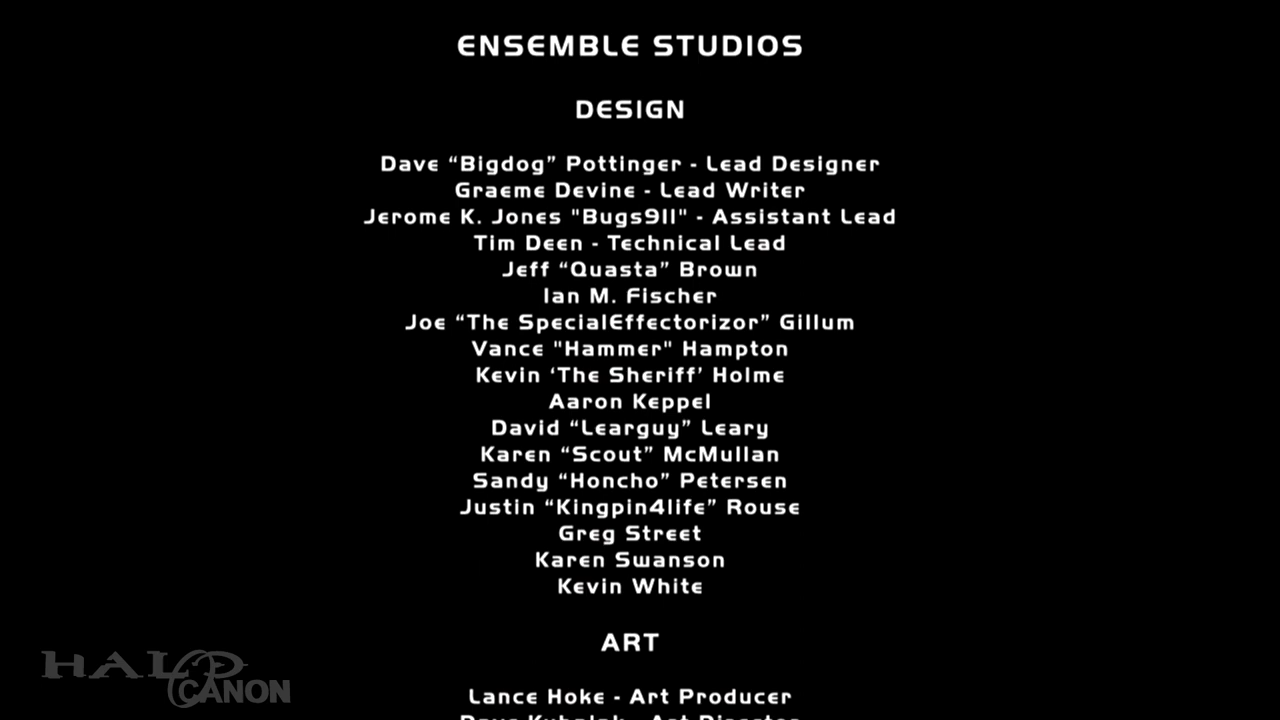 ENSEMBLE STUDIOS
DESIGN
Dave “Bigdog” Pottinger - Lead Designer
Graeme Devine - Lead Writer
Jerome K. Jones "Bugs911" - Assistant Lead
Tim Deen - Technical Lead
Jeff “Quasta” Brown
Ian M. Fischer
Joe “The SpecialEffectorizor” Gillum
Vance "Hammer" Hampton
Kevin ‘The Sheriff’ Holme
Aaron Keppel
David “Learguy” Leary
Karen “Scout” McMullan
Sandy “Honcho” Petersen
Justin “Kingpin4life” Rouse
Greg Street
Karen Swanson
Kevin White
ART
Lance Hoke - Art Producer
HALO
CANON